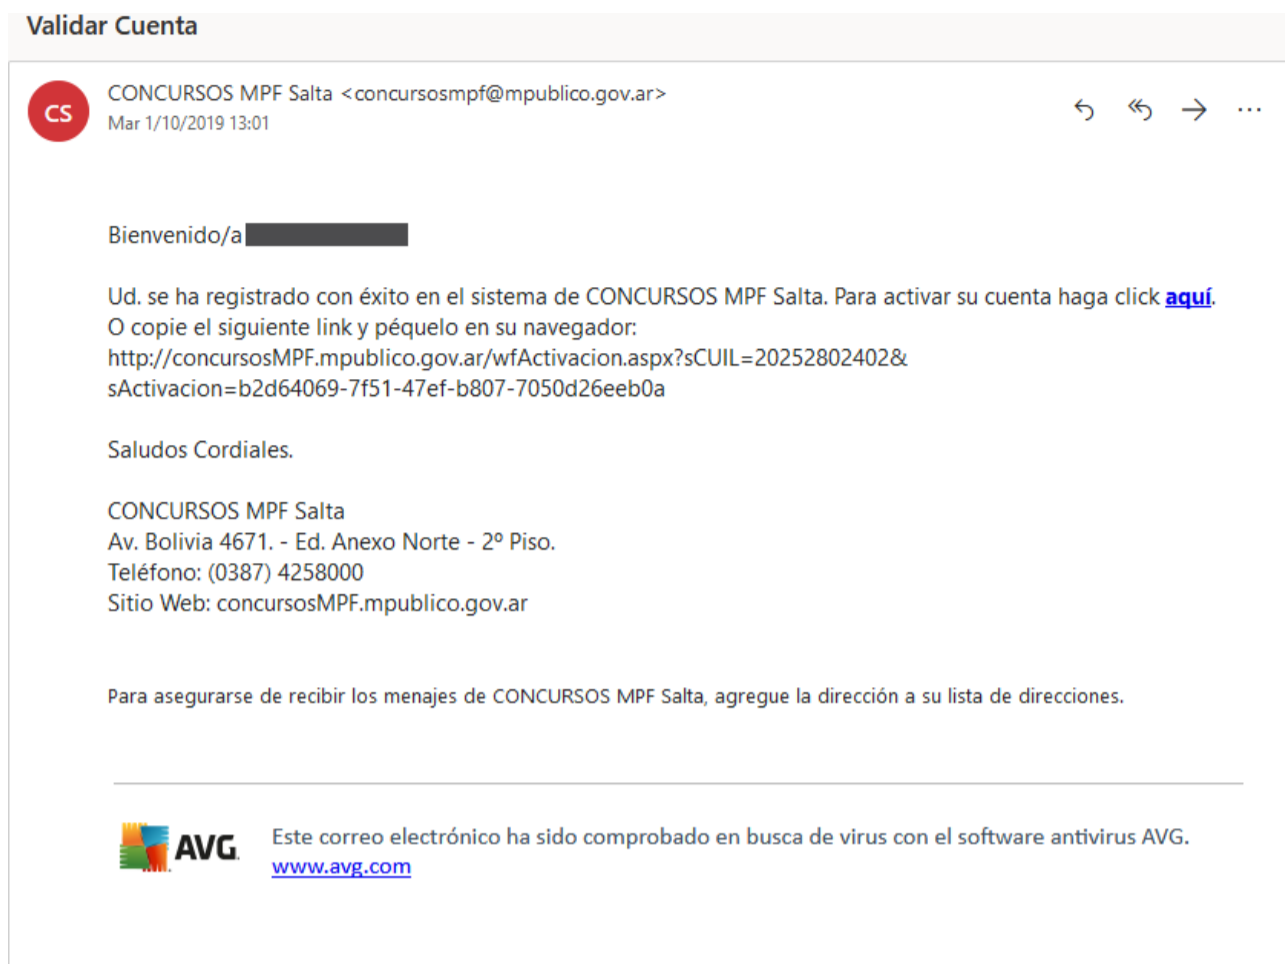 Validar Cuenta
CS
CONCURSOS MPF Salta <concursosmpf@mpublico.gov.ar>
Mar 1/10/2019 13:01
Bienvenido/a
Ud. se ha registrado con éxito en el sistema de CONCURSOS MPF Salta. Para activar su cuenta haga click aquí.
O copie el siguiente link y péquelo en su navegador:
http://concursosMPF.mpublico.gov.ar/wfActivacion.aspx?sCUIL=20252802402&
sActivacion=b2d64069-7f51-47ef-b807-7050d26eeb0a
Saludos Cordiales.
CONCURSOS MPF Salta
Av. Bolivia 4671. - Ed. Anexo Norte - 2º Piso.
Teléfono: (0387) 4258000
Sitio Web: concursosMPF.mpublico.gov.ar
Para asegurarse de recibir los menajes de CONCURSOS MPF Salta, agregue la dirección a su lista de direcciones.
AVG
Este correo electrónico ha sido comprobado en busca de virus con el software antivirus AVG.
www.avg.com